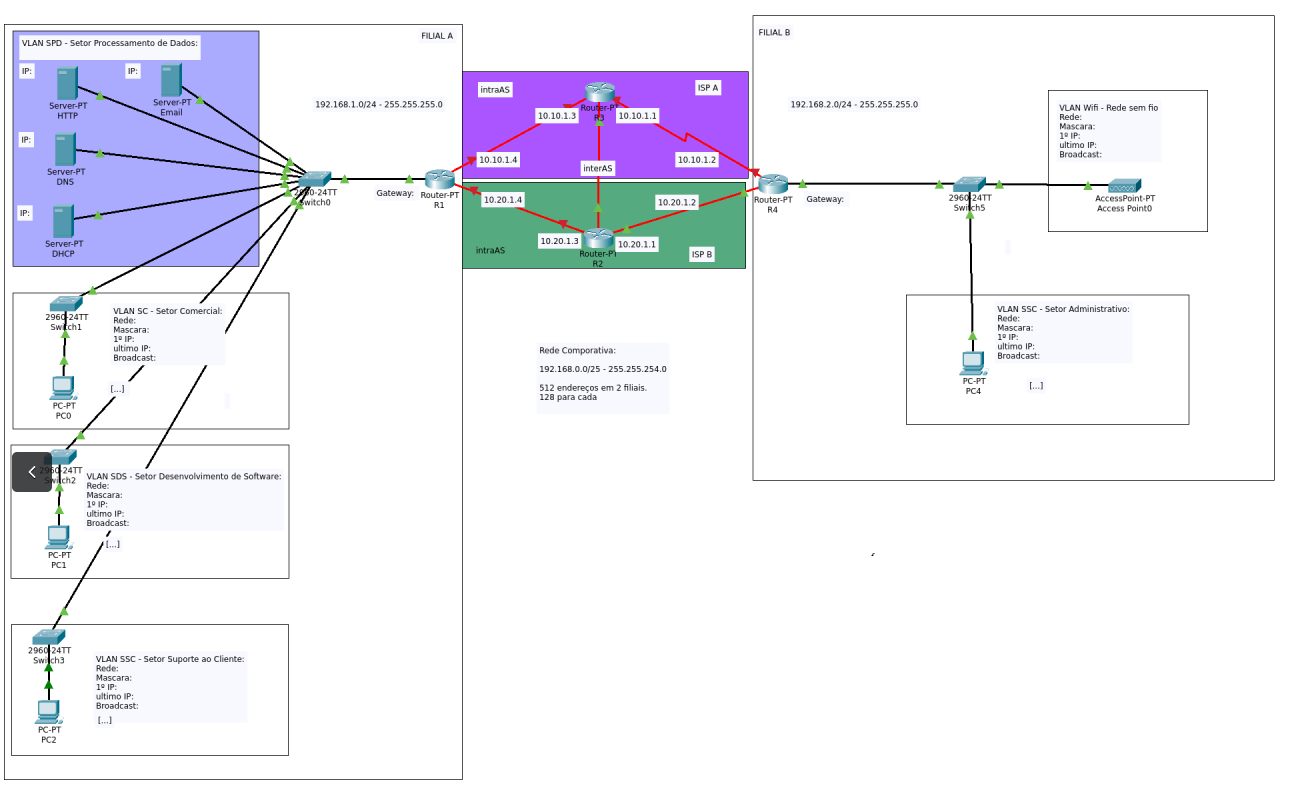 VLAN SPD - Setor Processamento de Dados:
IP:
IP:
Server-PT
HTTP
Server-PT
Email
IP:
Server-PT
DNS
IP:
Server-PT
DHCP
FILIAL A
192.168.1.0/24 - 255.255.255.0
2960-24TT
Switch0
Gateway:
Router-PT
R1
2960-24TT
Switch1
PC-PT
PC0
VLAN SC - Setor Comercial:
Rede:
Mascara:
1º IP:
ultimo IP:
Broadcast:
[...]
2960-24TT
Switch2
PC-PT
PC1
VLAN SDS - Setor Desenvolvimento de Software:
Rede:
Mascara:
1º IP:
ultimo IP:
Broadcast:
[...]
2960-24TT
Switch3
PC-PT
PC2
VLAN SSC - Setor Suporte ao Cliente:
Rede:
Mascara:
1º IP:
ultimo IP:
Broadcast:
[...]
intraAS
ISP A
Router-PT
R3
10.10.1.3
10.10.1.1
10.10.1.4
10.10.1.2
interAS
10.20.1.4
10.20.1.2
10.20.1.3
10.20.1.1
Router-PT
R2
intraAS
ISP B
Rede Comporativa:
192.168.0.0/25 - 255.255.254.0
512 endereços em 2 filiais.
128 para cada
FILIAL B
192.168.2.0/24 - 255.255.255.0
Router-PT
R4
Gateway:
2960-24TT
Switch5
VLAN Wifi - Rede sem fio
Rede:
Mascara:
1º IP:
ultimo IP:
Broadcast:
AccessPoint-PT
Access Point0
VLAN SSC - Setor Administrativo:
Rede:
Mascara:
1º IP:
ultimo IP:
Broadcast:
[...]
PC-PT
PC4